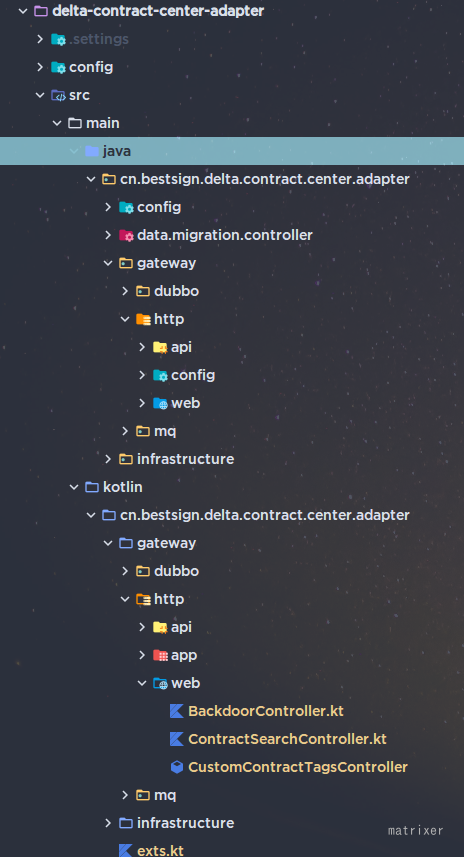 delta-contract-center-adapter
.settings
config
src
main
java
cn.bestsign.delta.contract.center.adapter
config
data.migration.controller
gateway
dubbo
http
api
config
web
mq
infrastructure
kotlin
cn.bestsign.delta.contract.center.adapter
gateway
dubbo
http
api
app
web
BackdoorController.kt
ContractSearchController.kt
CustomContractTagsController
mq
infrastructure
exts.kt
matrixer